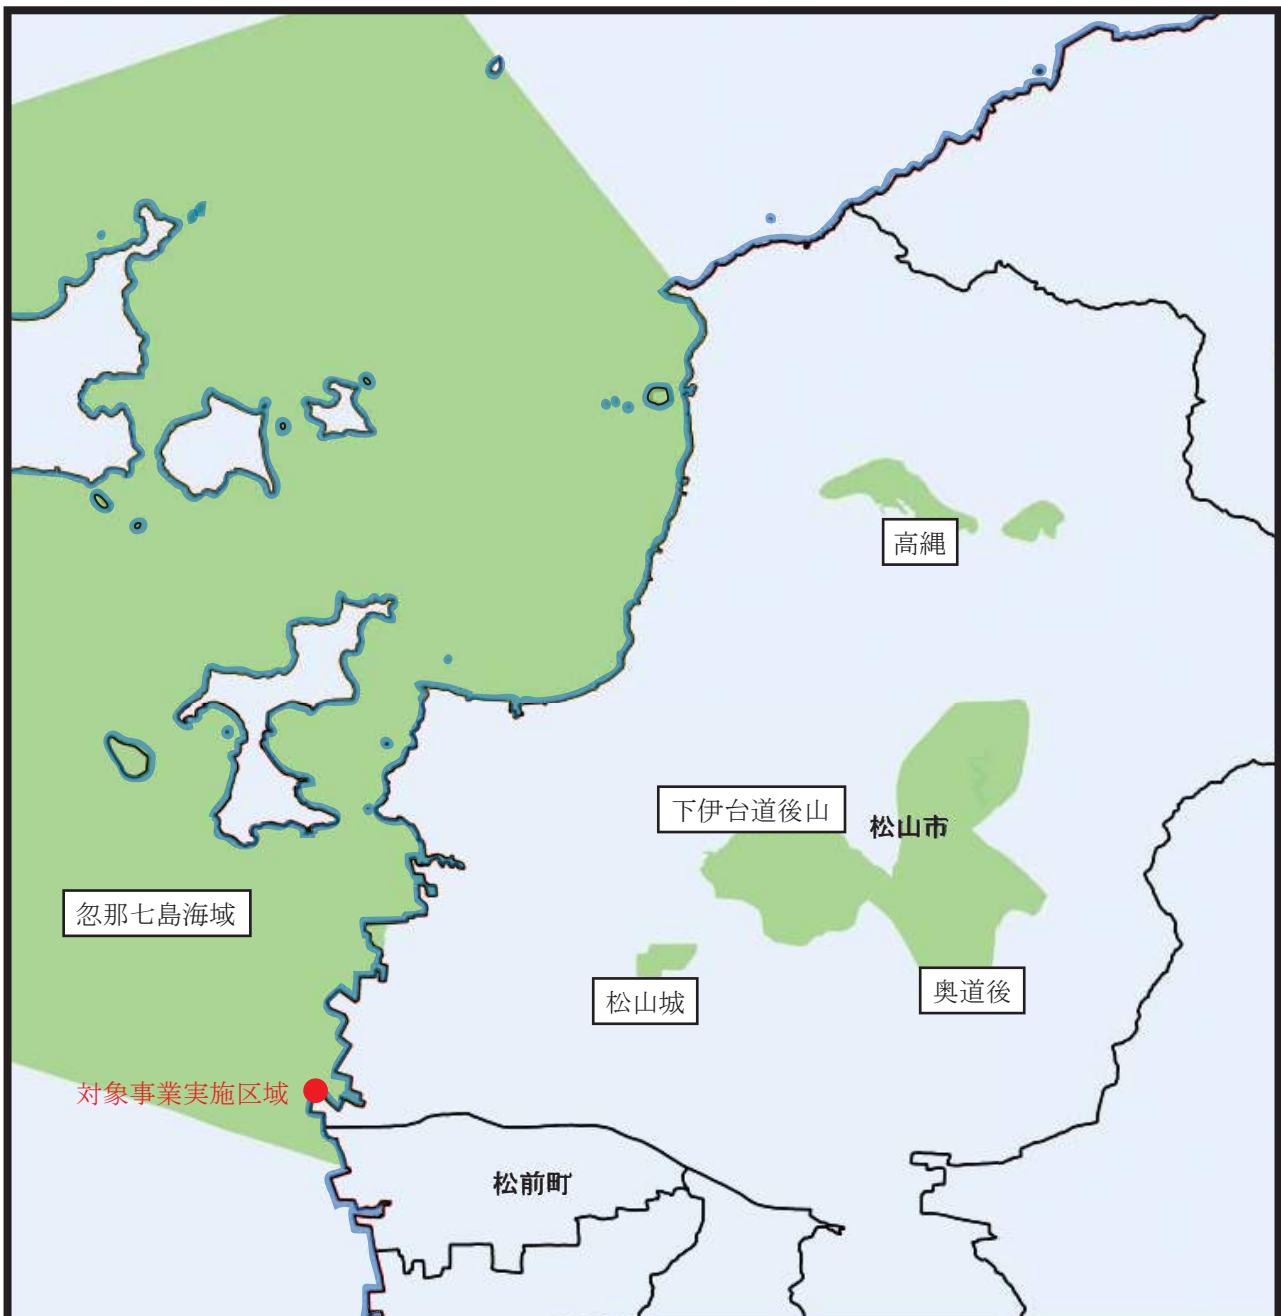 高縄
下伊台道後山
松山市
忽那七島海域
松山城
奥道後
対象事業実施区域
松前町